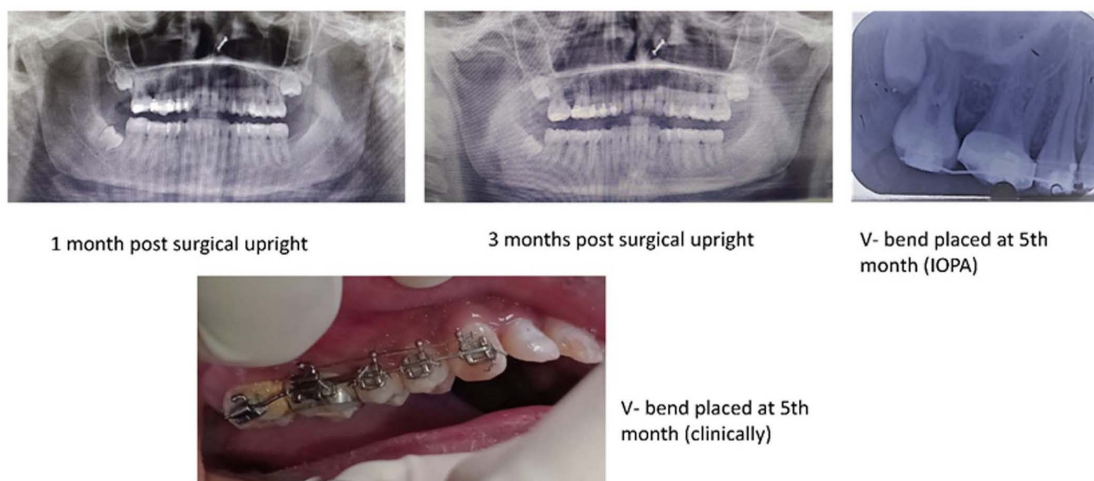 1 month post surgical upright
3 months post surgical upright
V- bend placed at 5th
month (IOPA)
V- bend placed at 5th
month (clinically)